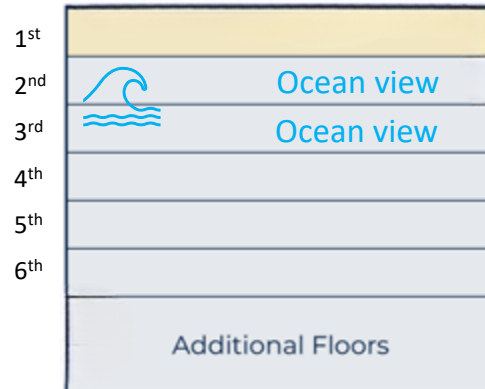 1st
2nd Ocean view
3rd Ocean view
4th
5th
6th
Additional Floors